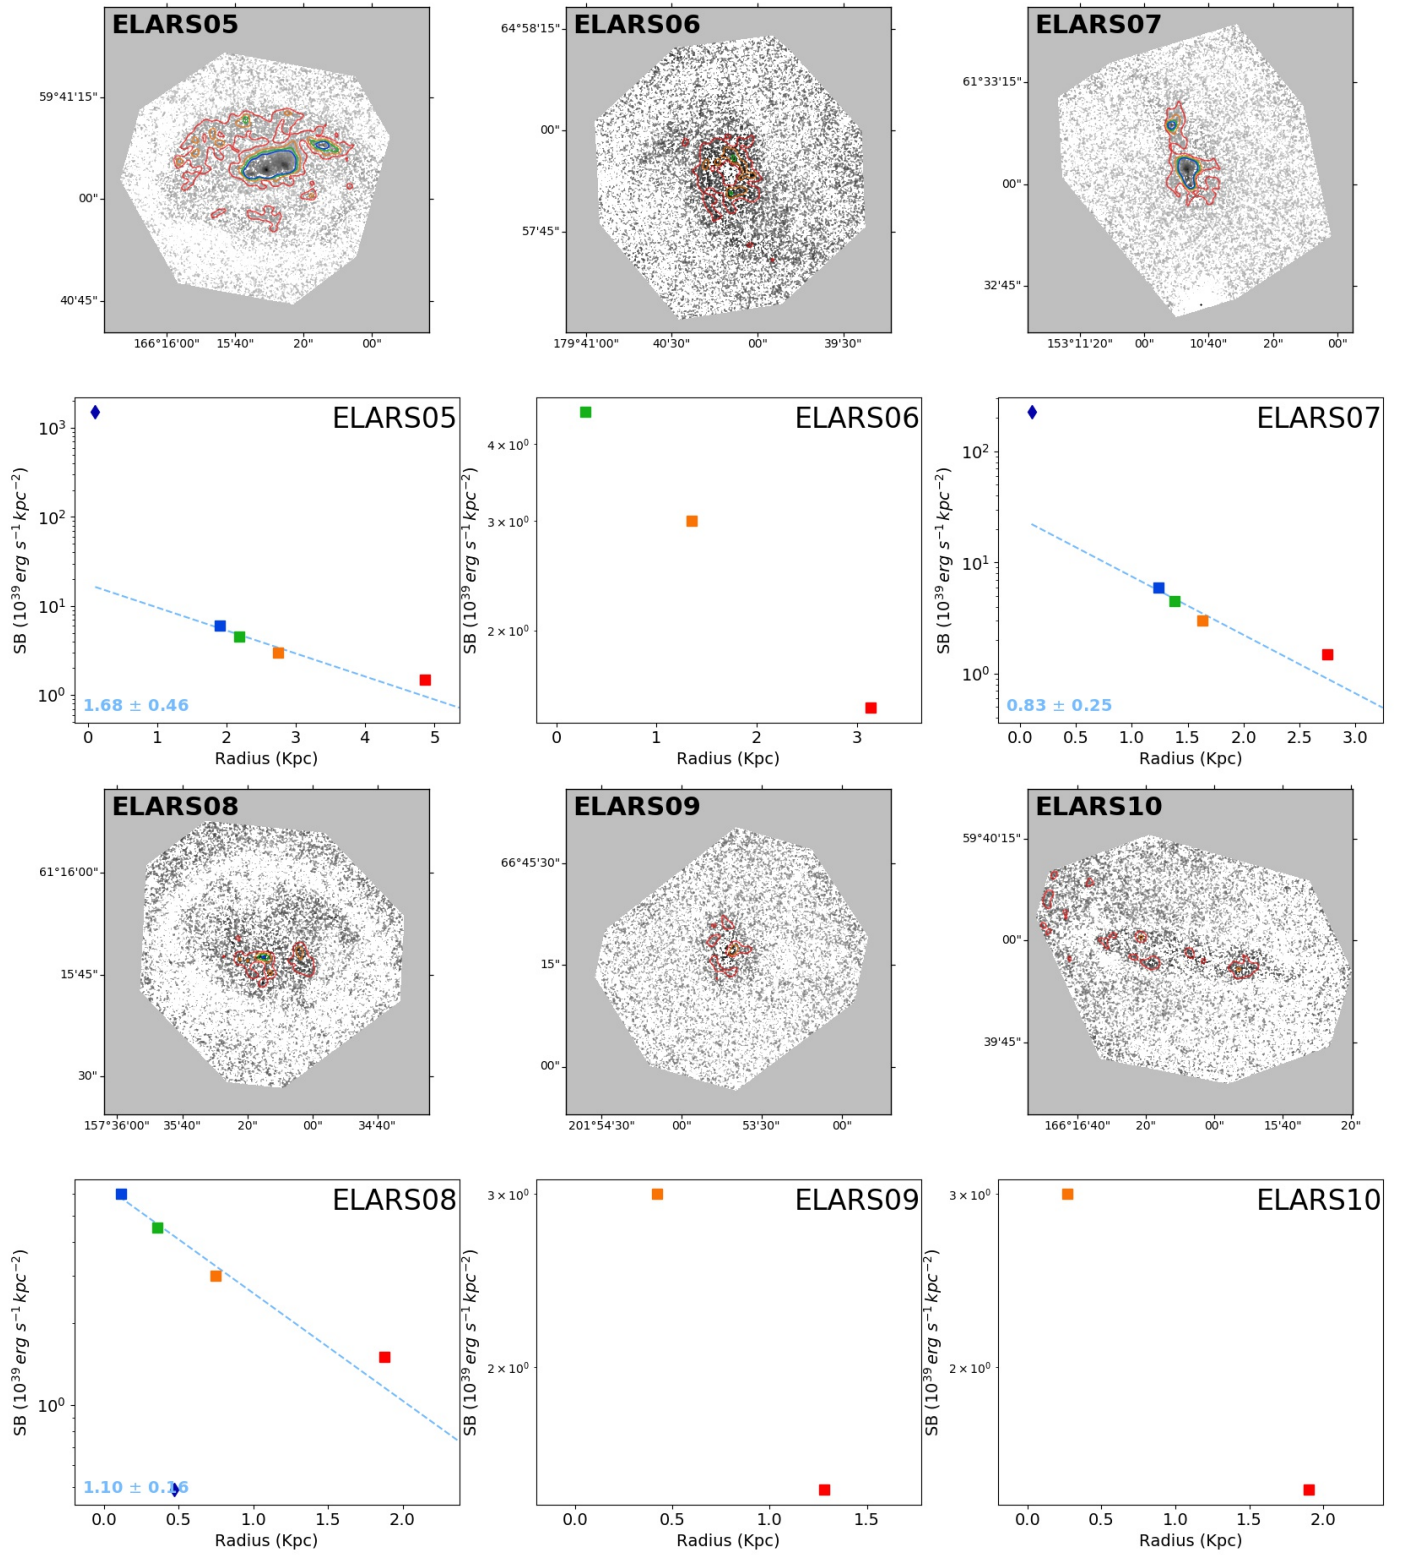 ELARS05 ELARS06 ELARS07
59°41'15" 64°58'15" 61°33'15"
00" 00" 00"
40'45" 57'45" 32'45"
166°16'00" 15'40" 20" 00" 179°41'00" 40'30" 00" 39'30" 153°11'20" 00" 10'40" 20" 00"
ELARS05 ELARS06 ELARS07
SB (10³⁹ erg s⁻¹ kpc⁻²) SB (10³⁹ erg s⁻¹ kpc⁻²) SB (10³⁹ erg s⁻¹ kpc⁻²)
10³ 4 × 10⁰ 10²
10² 3 × 10⁰ 10¹
10¹ 2 × 10⁰ 10⁰
10⁰
1.68 ± 0.46 0.83 ± 0.25
0 1 2 3 4 5 0 1 2 3 0.0 0.5 1.0 1.5 2.0 2.5 3.0
Radius (Kpc) Radius (Kpc) Radius (Kpc)
ELARS08 ELARS09 ELARS10
61°16'00" 66°45'30" 59°40'15"
15'45" 15" 00"
30" 00" 39'45"
157°36'00" 35'40" 20" 00" 34'40" 201°54'30" 00" 53'30" 00" 166°16'40" 20" 00" 15'40" 20"
ELARS08 ELARS09 ELARS10
SB (10³⁹ erg s⁻¹ kpc⁻²) SB (10³⁹ erg s⁻¹ kpc⁻²) SB (10³⁹ erg s⁻¹ kpc⁻²)
3 × 10⁰ 3 × 10⁰
10⁰ 2 × 10⁰ 2 × 10⁰
1.10 ± 0.16
0.0 0.5 1.0 1.5 2.0 0.0 0.5 1.0 1.5 0.0 0.5 1.0 1.5 2.0
Radius (Kpc) Radius (Kpc) Radius (Kpc)